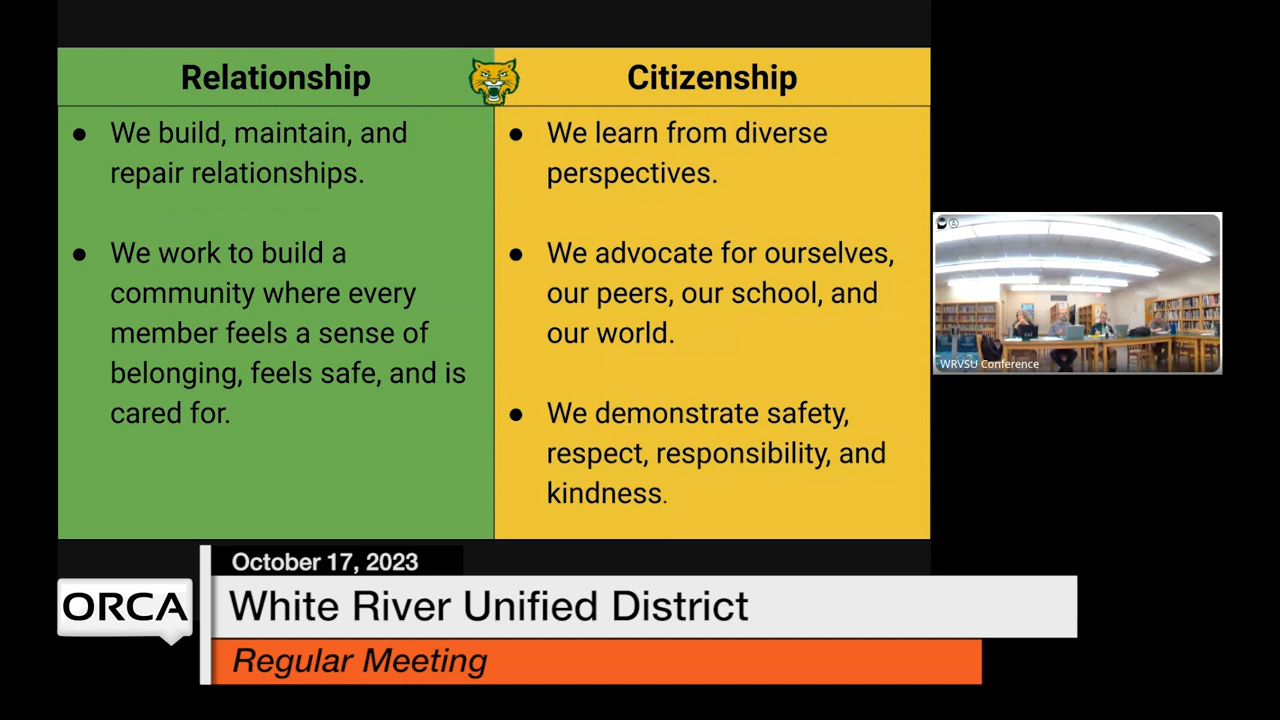 Relationship
Citizenship
● We build, maintain, and
repair relationships.
● We work to build a
community where every
member feels a sense of
belonging, feels safe, and is
cared for.
● We learn from diverse
perspectives.
● We advocate for ourselves,
our peers, our school, and
our world.
● We demonstrate safety,
respect, responsibility, and
kindness.
WRVSU Conference
October 17, 2023
ORCA
White River Unified District
Regular Meeting